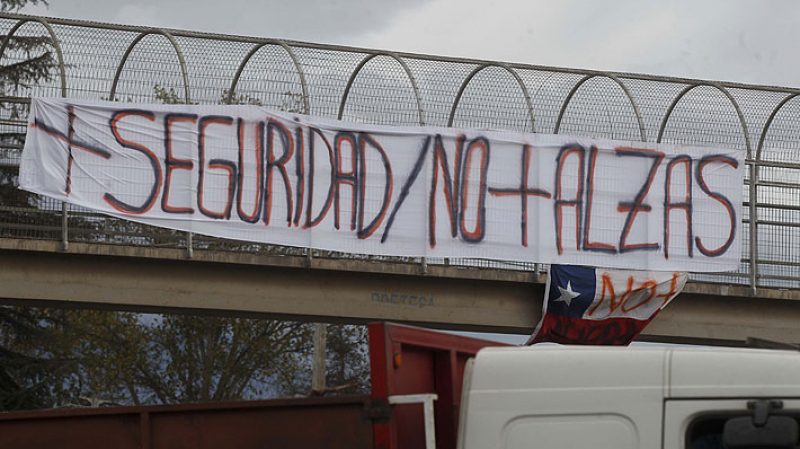 + SEGURIDAD/NO+ALZAS
NO+